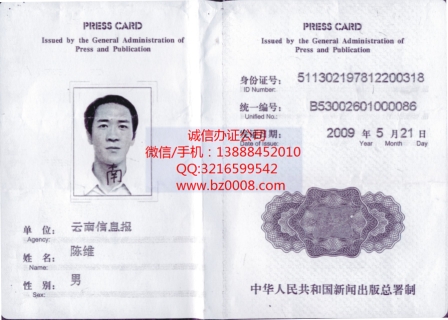 PRESS CARD
Issued by the General Administration of
Press and Publication
南
单 位: 云南信息报
Agency:
姓 名 陈维
Name:
性 别: 男
Sex:
PRESS CARD
Issued by the General Administration of
Press and Publication
身份证号: 511302197812200318
ID Number:
统一编号: B53002601000086
Unified No.:
2009 年 5 月 21 日
Date of Issue: Year Month Day
中华人民共和国新闻出版总署制
诚信办证公司
微信/手机:13888452010
QQ:3216599542
www.bz0008.com